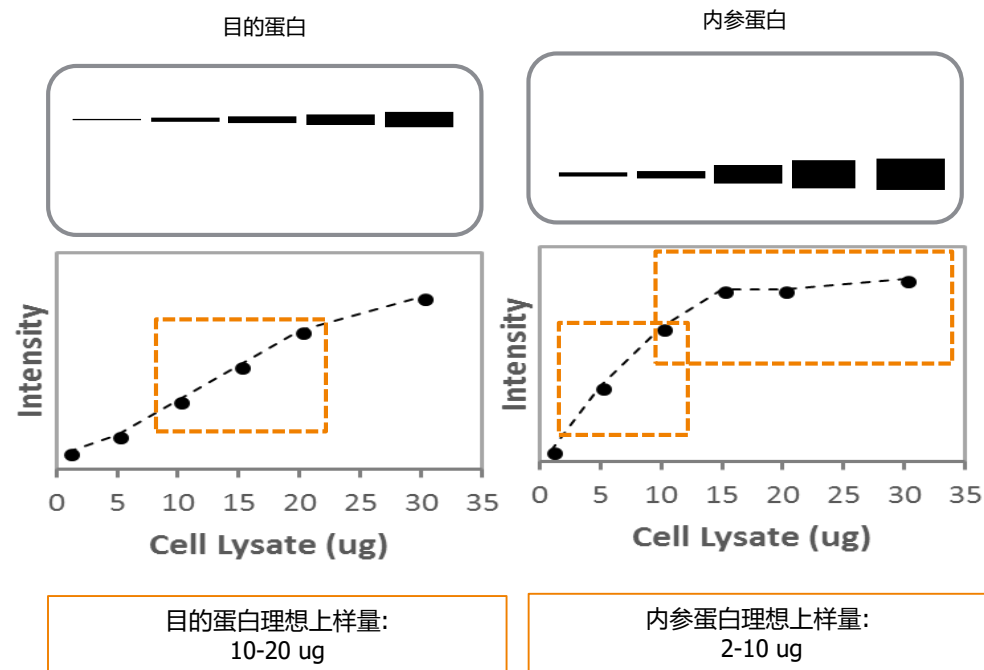 目的蛋白
内参蛋白
Intensity
0 5 10 15 20 25 30 35
Cell Lysate (ug)
Intensity
0 5 10 15 20 25 30 35
Cell Lysate (ug)
目的蛋白理想上样量:
10-20 ug
内参蛋白理想上样量:
2-10 ug